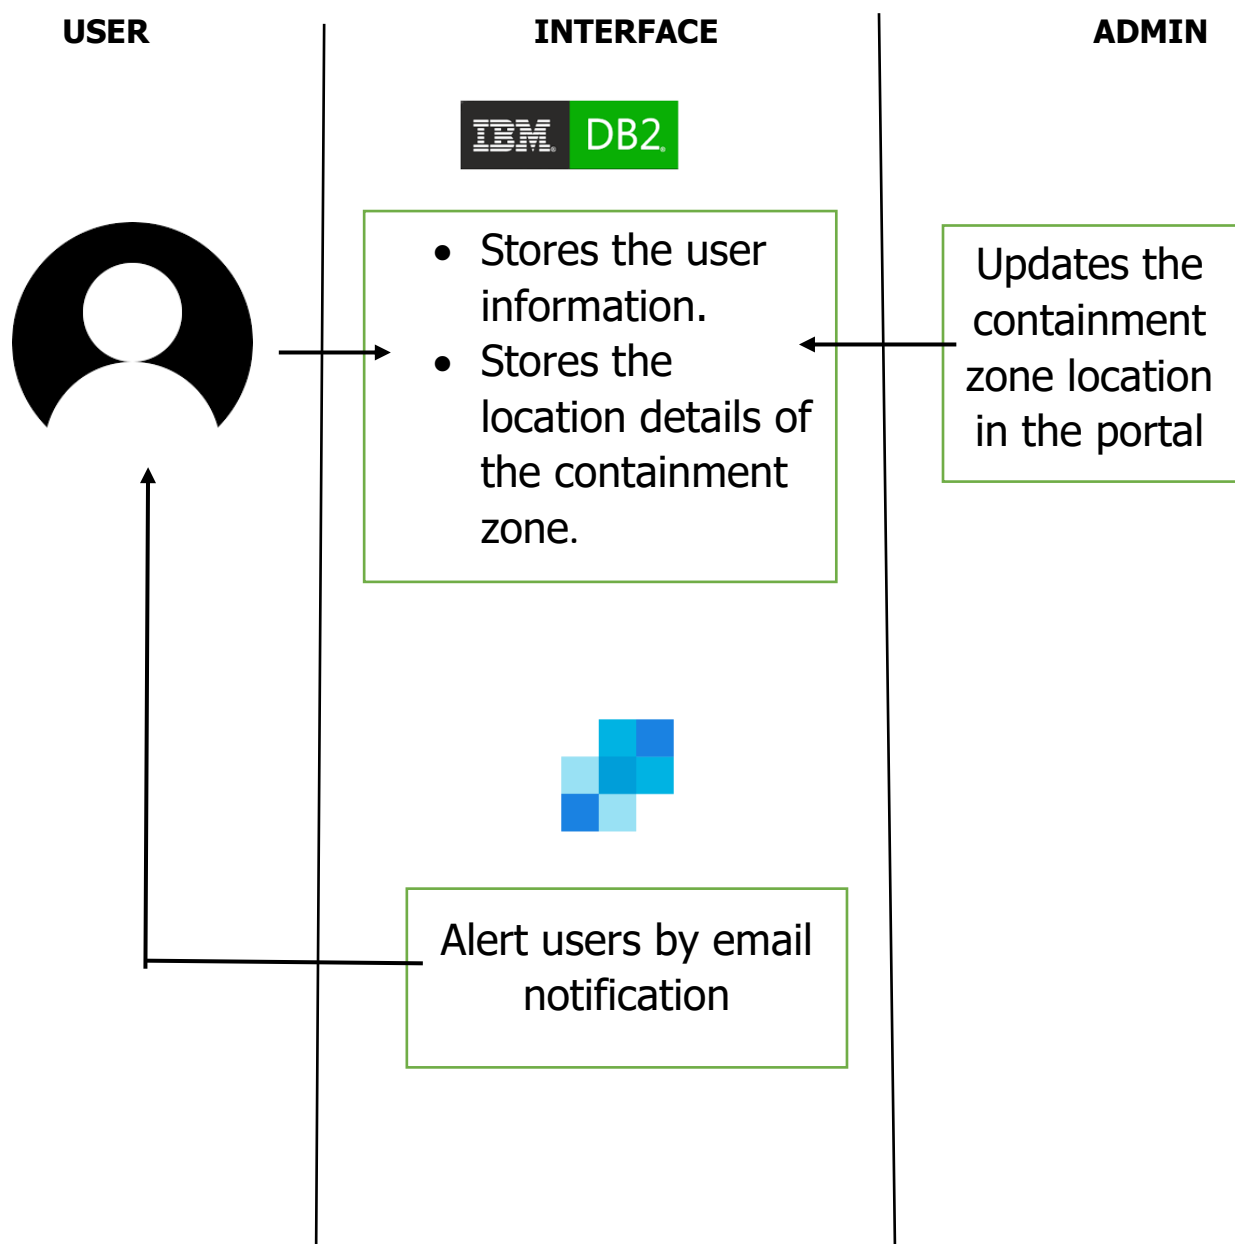 USER
INTERFACE
ADMIN
IBM.
DB2.
• Stores the user
information.
• Stores the
location details of
the containment
zone.
Updates the
containment
zone location
in the portal
Alert users by email
notification